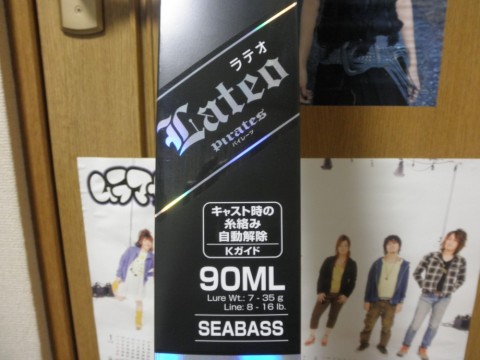 ラテオ
Lateo
pirates
パイレーツ
キャスト時の
糸絡み
自動解除
Kガイド
90ML
Lure Wt.: 7 - 35 g
Line: 8 - 16 lb.
SEABASS